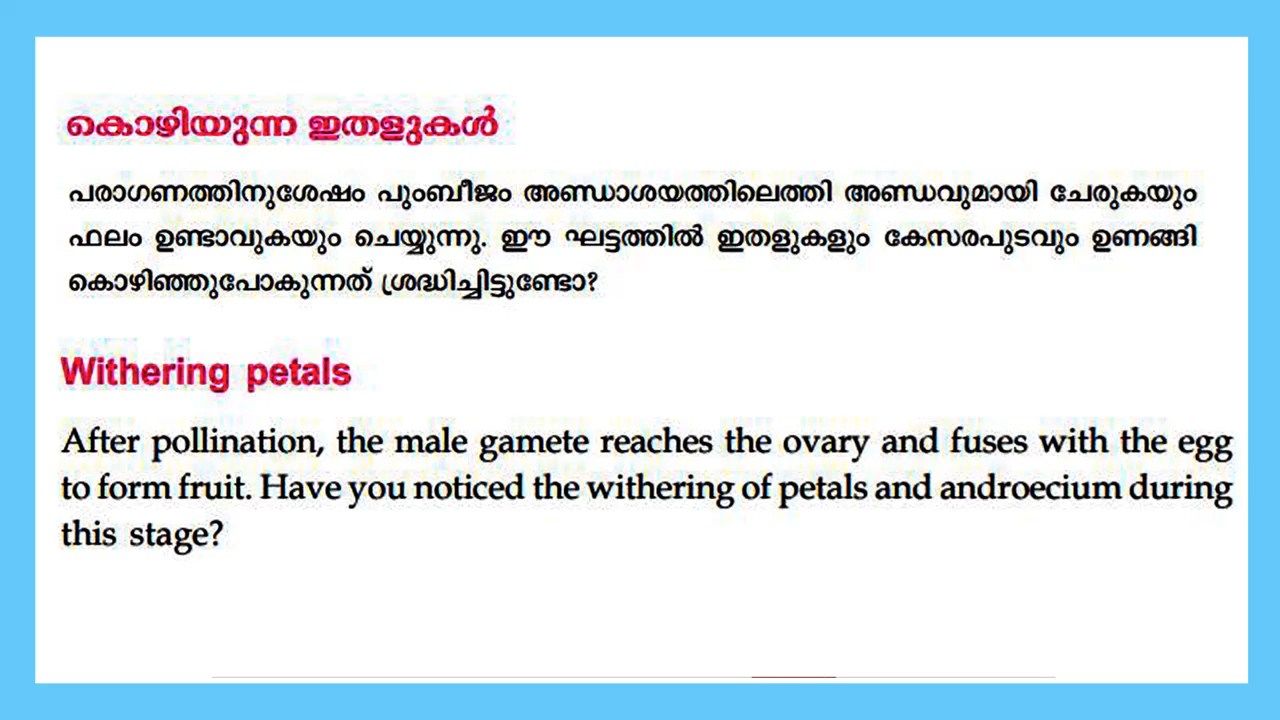 കൊഴിയുന്ന ഇതളുകൾ
പരാഗണത്തിനുശേഷം പുംബീജം അണ്ഡാശയത്തിലെത്തി അണ്ഡവുമായി ചേരുകയും
ഫലം ഉണ്ടാവുകയും ചെയ്യുന്നു. ഈ ഘട്ടത്തിൽ ഇതളുകളും കേസരപുടവും ഉണങ്ങി
കൊഴിഞ്ഞുപോകുന്നത് ശ്രദ്ധിച്ചിട്ടുണ്ടോ?
Withering petals
After pollination, the male gamete reaches the ovary and fuses with the egg
to form fruit. Have you noticed the withering of petals and androecium during
this stage?